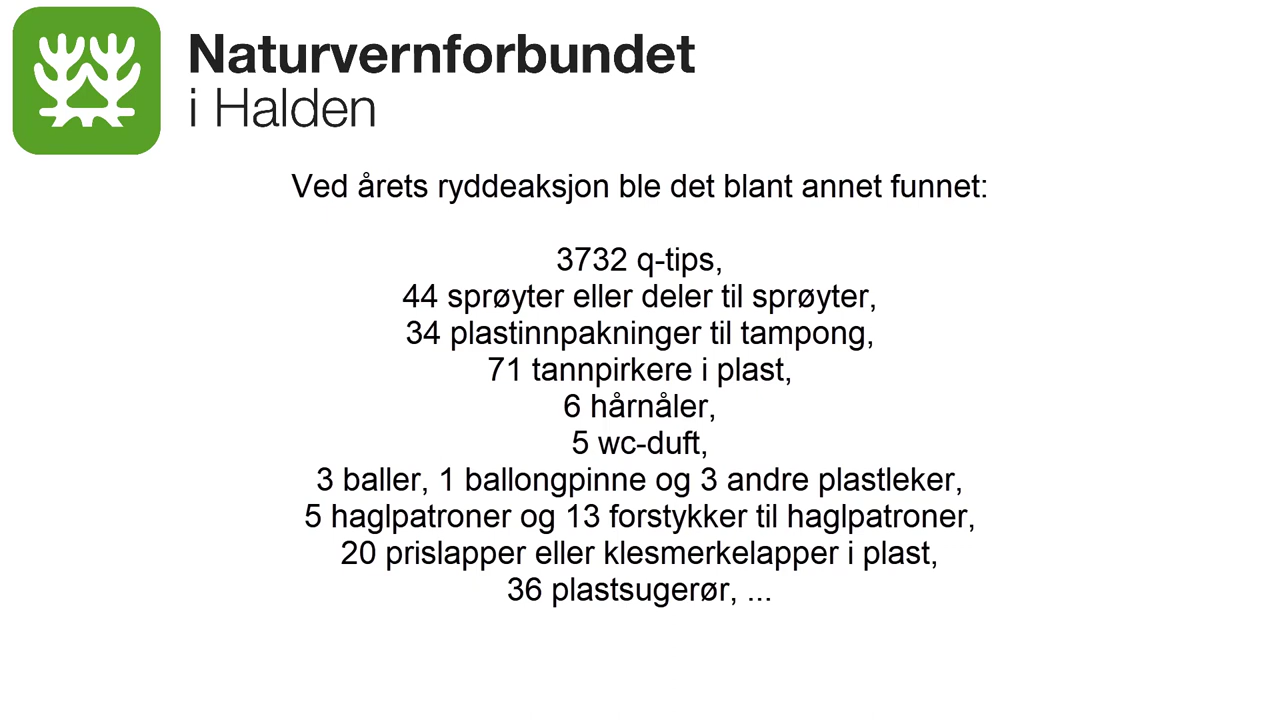 Naturvernforbundet
i Halden
Ved årets ryddeaksjon ble det blant annet funnet:
3732 q-tips,
44 sprøyter eller deler til sprøyter,
34 plastinnpakninger til tampong,
71 tannpirkere i plast,
6 hårnåler,
5 wc-duft,
3 baller, 1 ballongpinne og 3 andre plastleker,
5 haglpatroner og 13 forstykker til haglpatroner,
20 prislapper eller klesmerkelapper i plast,
36 plastsugerør, ...